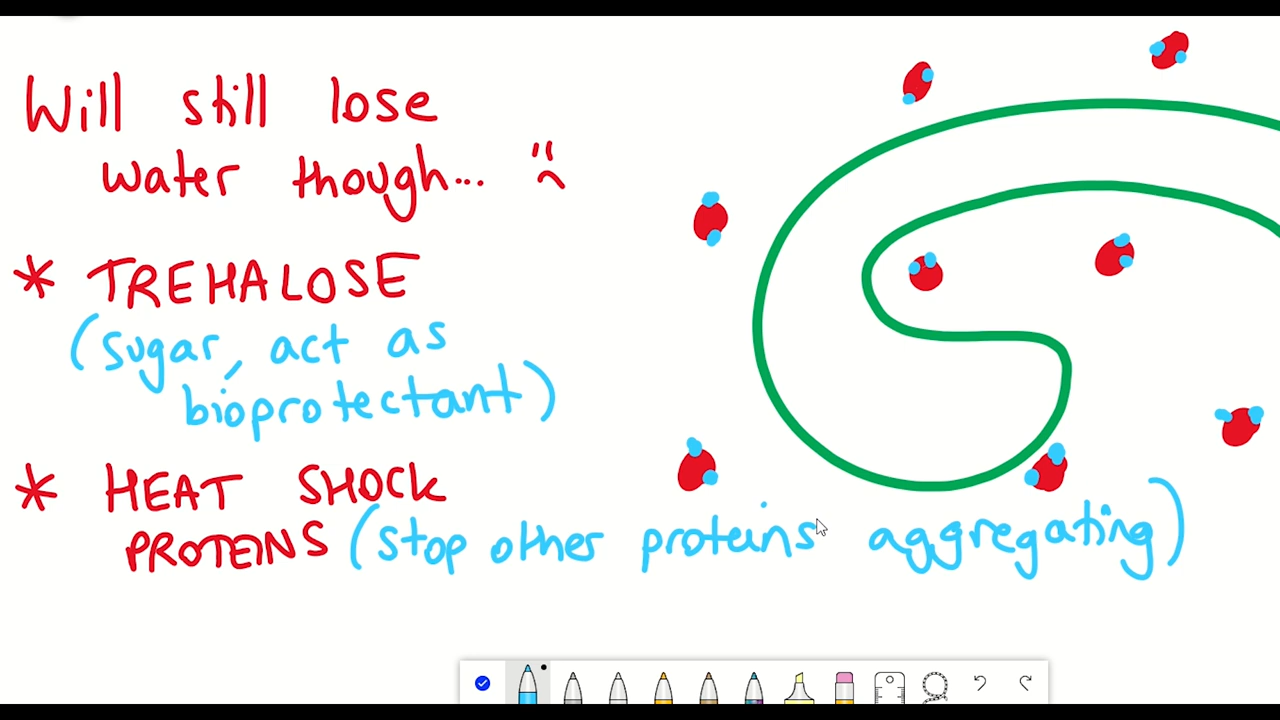 Will still lose
water though...
* TREHALOSE
(sugar, act as
bioprotectant)
* HEAT SHOCK
PROTEINS (stop other proteins aggregating)